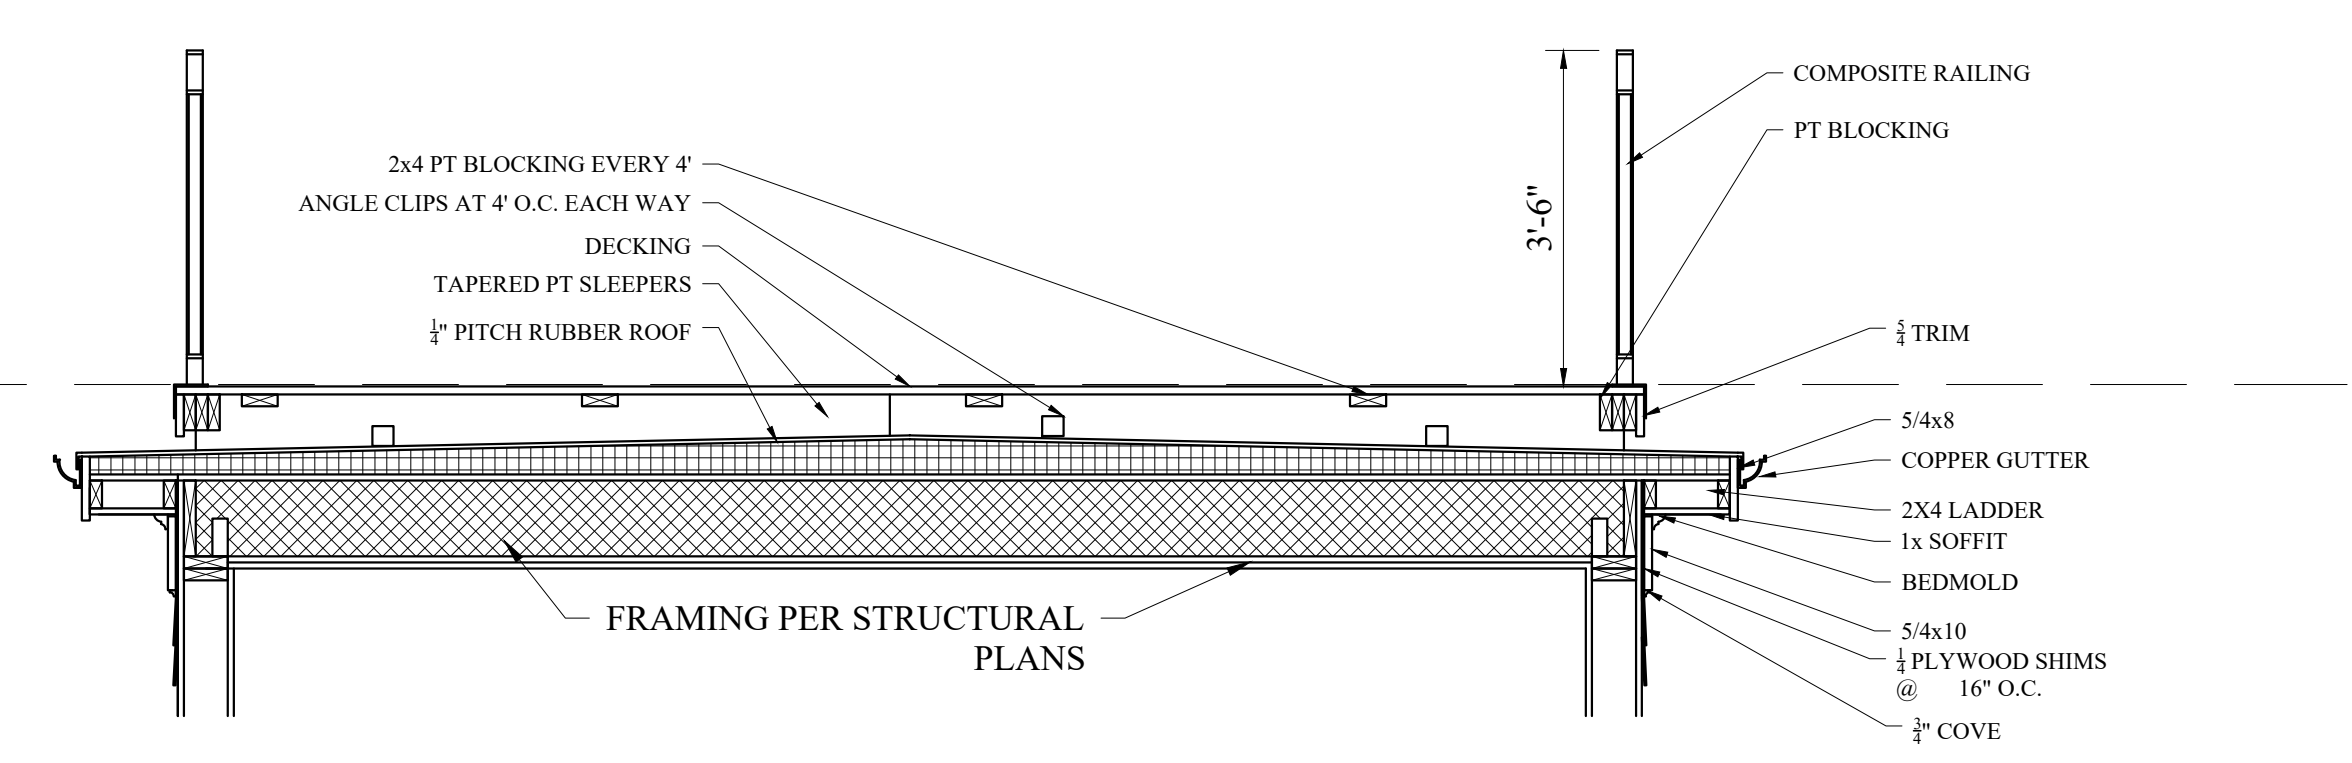 COMPOSITE RAILING
PT BLOCKING
2x4 PT BLOCKING EVERY 4'
ANGLE CLIPS AT 4' O.C. EACH WAY
DECKING
TAPERED PT SLEEPERS
1/4" PITCH RUBBER ROOF
3'-6"
5/4 TRIM
5/4x8
COPPER GUTTER
2X4 LADDER
1x SOFFIT
BEDMOLD
5/4x10
1/4 PLYWOOD SHIMS
@ 16" O.C.
3/4" COVE
FRAMING PER STRUCTURAL
PLANS